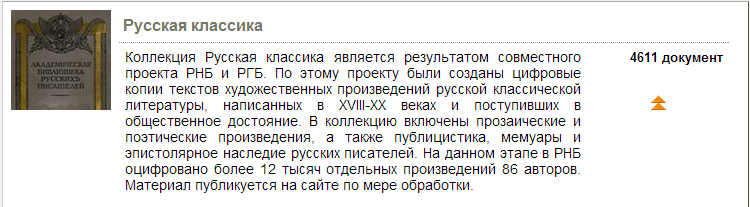 Русская классика
АКАДЕМИЧЕСКАЯ
БИБЛИОТЕКА
РУССКИХЪ
ПИСАТЕЛЕЙ
Коллекция Русская классика является результатом совместного
проекта РНБ и РГБ. По этому проекту были созданы цифровые
копии текстов художественных произведений русской классической
литературы, написанных в XVIII-XX веках и поступивших в
общественное достояние. В коллекцию включены прозаические и
поэтические произведения, а также публицистика, мемуары и
эпистолярное наследие русских писателей. На данном этапе в РНБ
оцифровано более 12 тысяч отдельных произведений 86 авторов.
Материал публикуется на сайте по мере обработки.
4611 документ